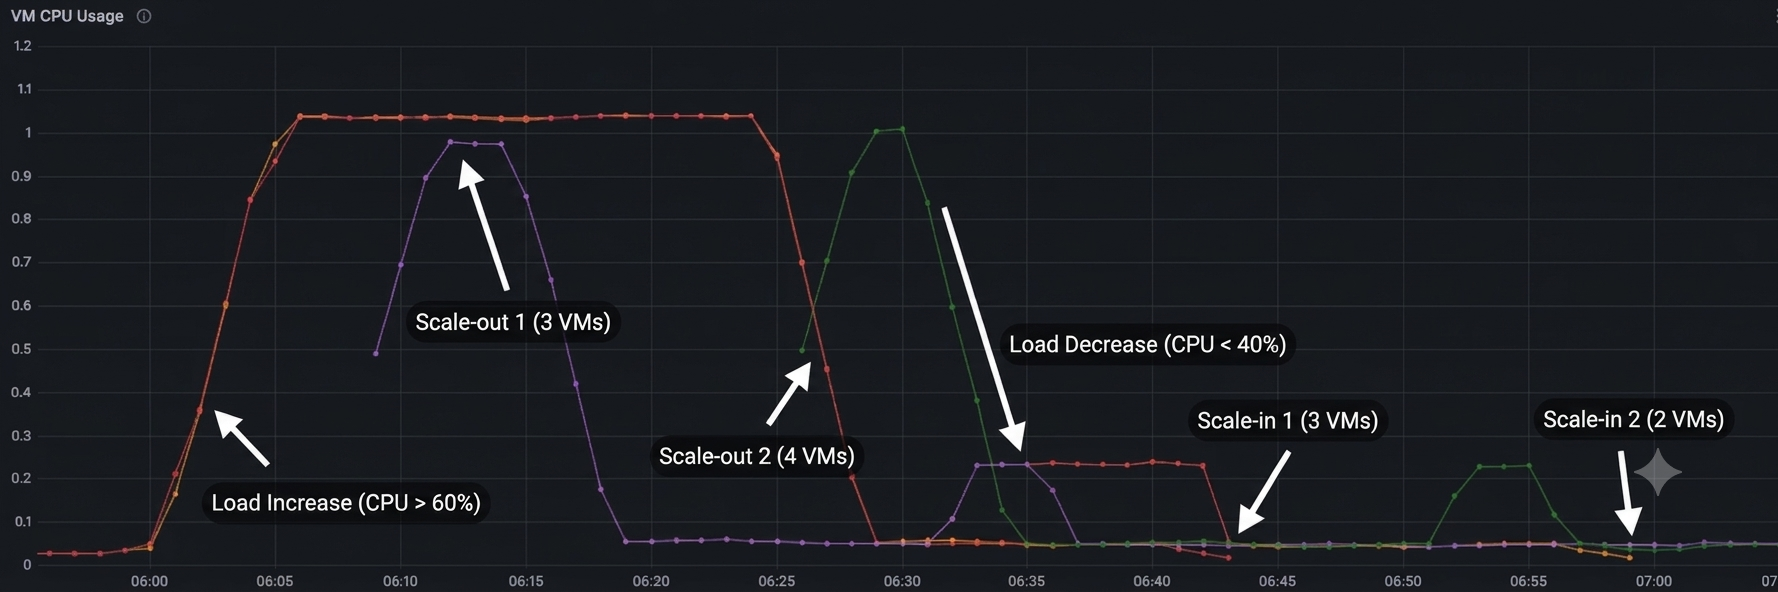 VM CPU Usage
1.2
1.1
1
0.9
0.8
0.7
0.6
0.5
0.4
0.3
0.2
0.1
0
Scale-out 1 (3 VMs)
Load Decrease (CPU < 40%)
Scale-in 1 (3 VMs)
Scale-in 2 (2 VMs)
Scale-out 2 (4 VMs)
Load Increase (CPU > 60%)
06:00 06:05 06:10 06:15 06:20 06:25 06:30 06:35 06:40 06:45 06:50 06:55 07:00